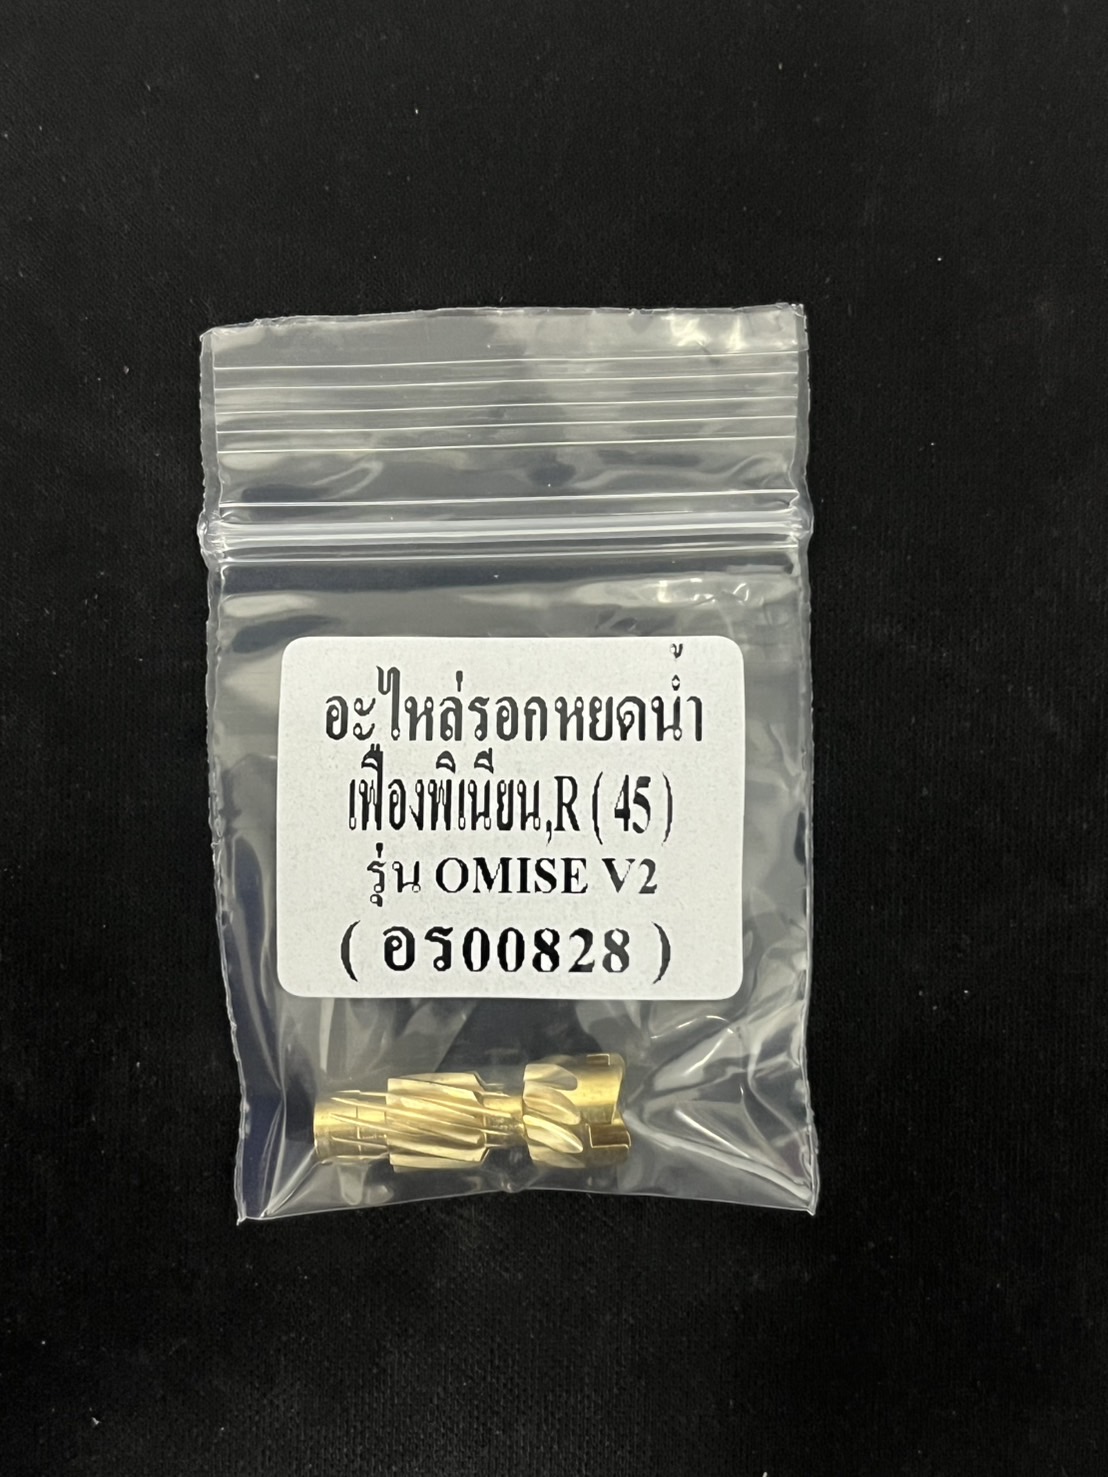 อะไหล่รอกหยดน้ำ
เฟืองพิเนียน,R ( 45 )
รุ่น OMISE V2
( อร00828 )